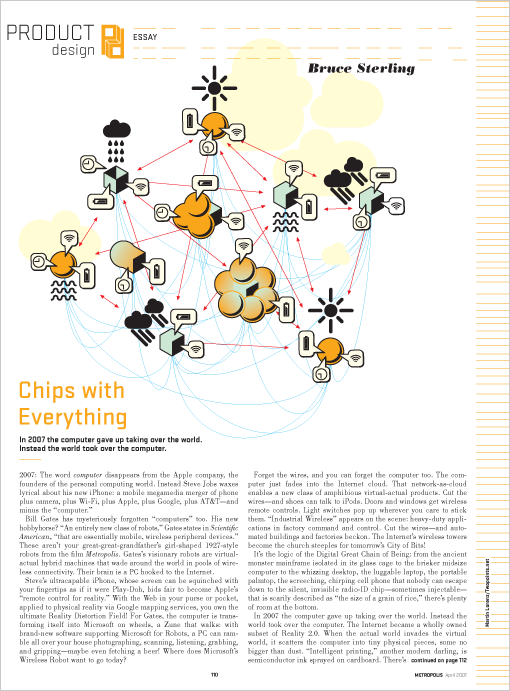 PRODUCT
design
ESSAY
Bruce Sterling
Chips with
Everything
In 2007 the computer gave up taking over the world.
Instead the world took over the computer.
2007: The word computer disappears from the Apple company, the
founders of the personal computing world. Instead Steve Jobs waxes
lyrical about his new iPhone: a mobile megamedia merger of phone
plus camera, plus Wi-Fi, plus Apple, plus Google, plus AT&T—and
minus the “computer.”
Bill Gates has mysteriously forgotten “computers” too. His new
hobbyhorse? “An entirely new class of robots,” Gates states in Scientific
American, “that are essentially mobile, wireless peripheral devices.”
These aren’t your great-great-grandfather’s girl-shaped 1927-style
robots from the film Metropolis. Gates’s visionary robots are virtual-
actual hybrid machines that wade around the world in pools of wire-
less connectivity. Their brain is a PC hooked to the Internet.
Steve’s ultracapable iPhone, whose screen can be squinched with
your fingertips as if it were Play-Duh, bids fair to become Apple’s
“remote control for reality.” With the Web in your purse or pocket,
applied to physical reality via Google mapping services, you own the
ultimate Reality Distortion Field! For Gates, the computer is trans-
forming itself into Microsoft on wheels, a Zune that walks: with
brand-new software supporting Microsoft for Robots, a PC can ram-
ble all over your house photographing, scanning, listening, grabbing,
and gripping—maybe even fetching a beer! Where does Microsoft’s
Wireless Robot want to go today?
Forget the wires, and you can forget the computer too. The com-
puter just fades into the Internet cloud. That network-as-cloud
enables a new class of amphibious virtual-actual products. Cut the
wires—and shoes can talk to iPods. Doors and windows get wireless
remote controls. Light switches pop up wherever you care to stick
them. “Industrial Wireless” appears on the scene: heavy-duty appli-
cations in factory command and control. Cut the wires—and auto-
mated buildings and factories beckon. The Internet’s wireless towers
become the church steeples for tomorrow’s City of Bits!
It’s the logic of the Digital Great Chain of Being: from the ancient
monster mainframe isolated in its glass cage to the brisker midsize
computer to the whizzing desktop, the luggable laptop, the portable
palmtop, the screeching, chirping cell phone that nobody can escape
down to the silent, invisible radio-ID chip—sometimes injectable—
that is scarily described as “the size of a grain of rice,” there’s plenty
of room at the bottom.
In 2007 the computer gave up taking over the world. Instead the
world took over the computer. The Internet became a wholly owned
subset of Reality 2.0. When the actual world invades the virtual
world, it scatters the computer into tiny physical pieces, some no
bigger than dust. “Intelligent printing,” another modern darling, is
semiconductor ink sprayed on cardboard. There’s continued on page 112
110
METROPOLIS April 2007